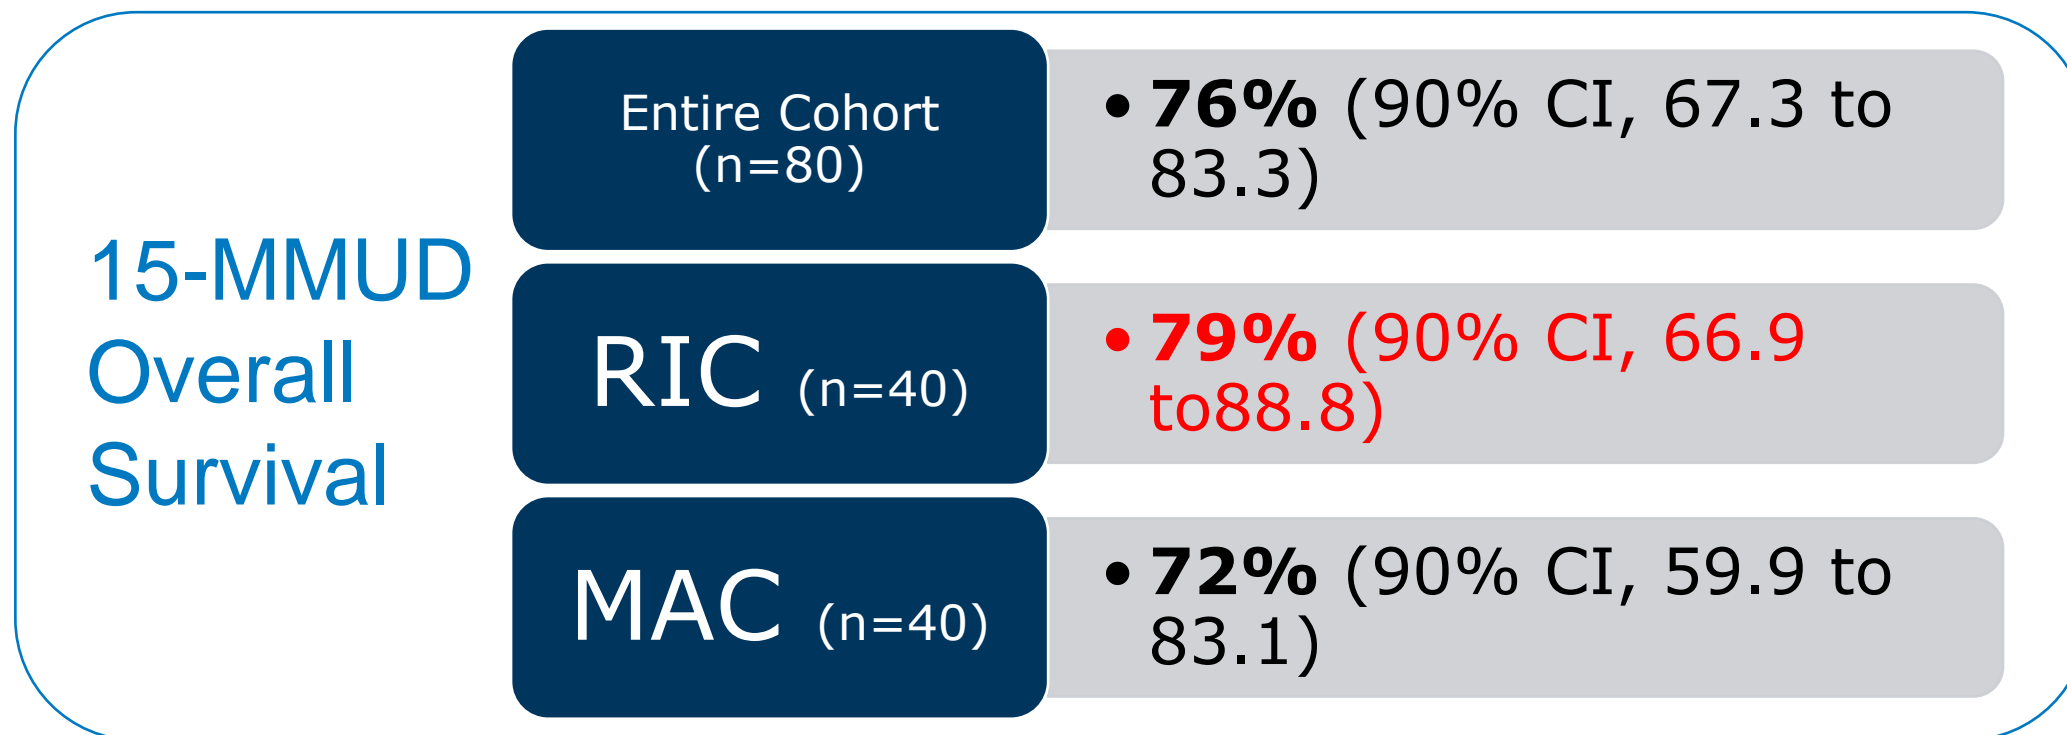 15-MMUD
Overall
Survival
Entire Cohort
(n=80)
• 76% (90% CI, 67.3 to
83.3)
RIC (n=40)
• 79% (90% CI, 66.9
to88.8)
MAC (n=40)
• 72% (90% CI, 59.9 to
83.1)